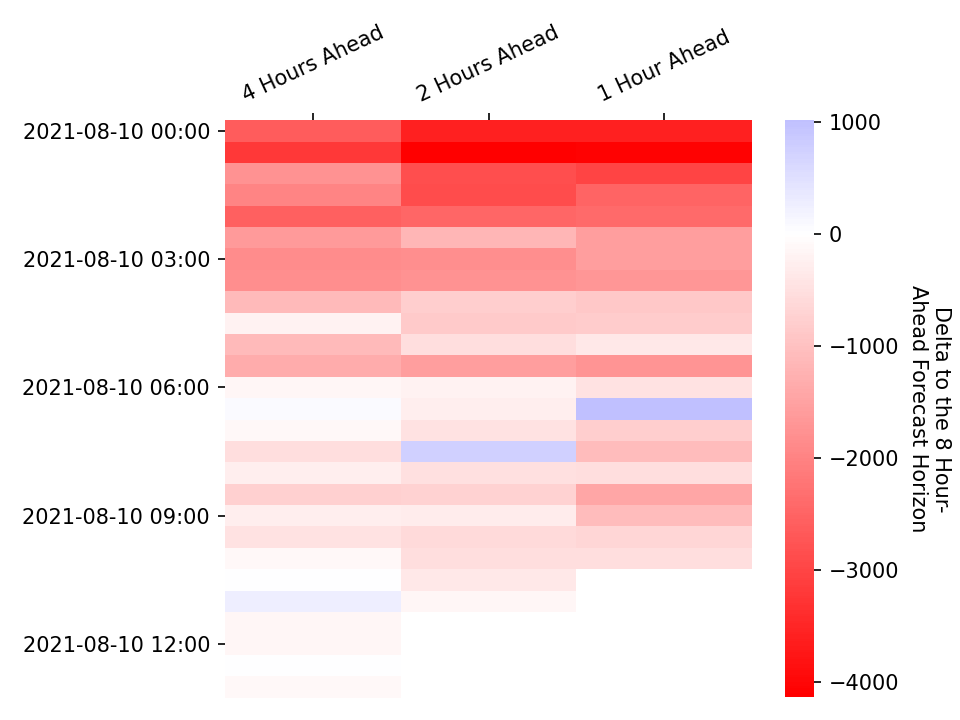 4 Hours Ahead
2 Hours Ahead
1 Hour Ahead
2021-08-10 00:00
2021-08-10 03:00
2021-08-10 06:00
2021-08-10 09:00
2021-08-10 12:00
1000
0
−1000
−2000
−3000
−4000
Delta to the 8 Hour-
Ahead Forecast Horizon